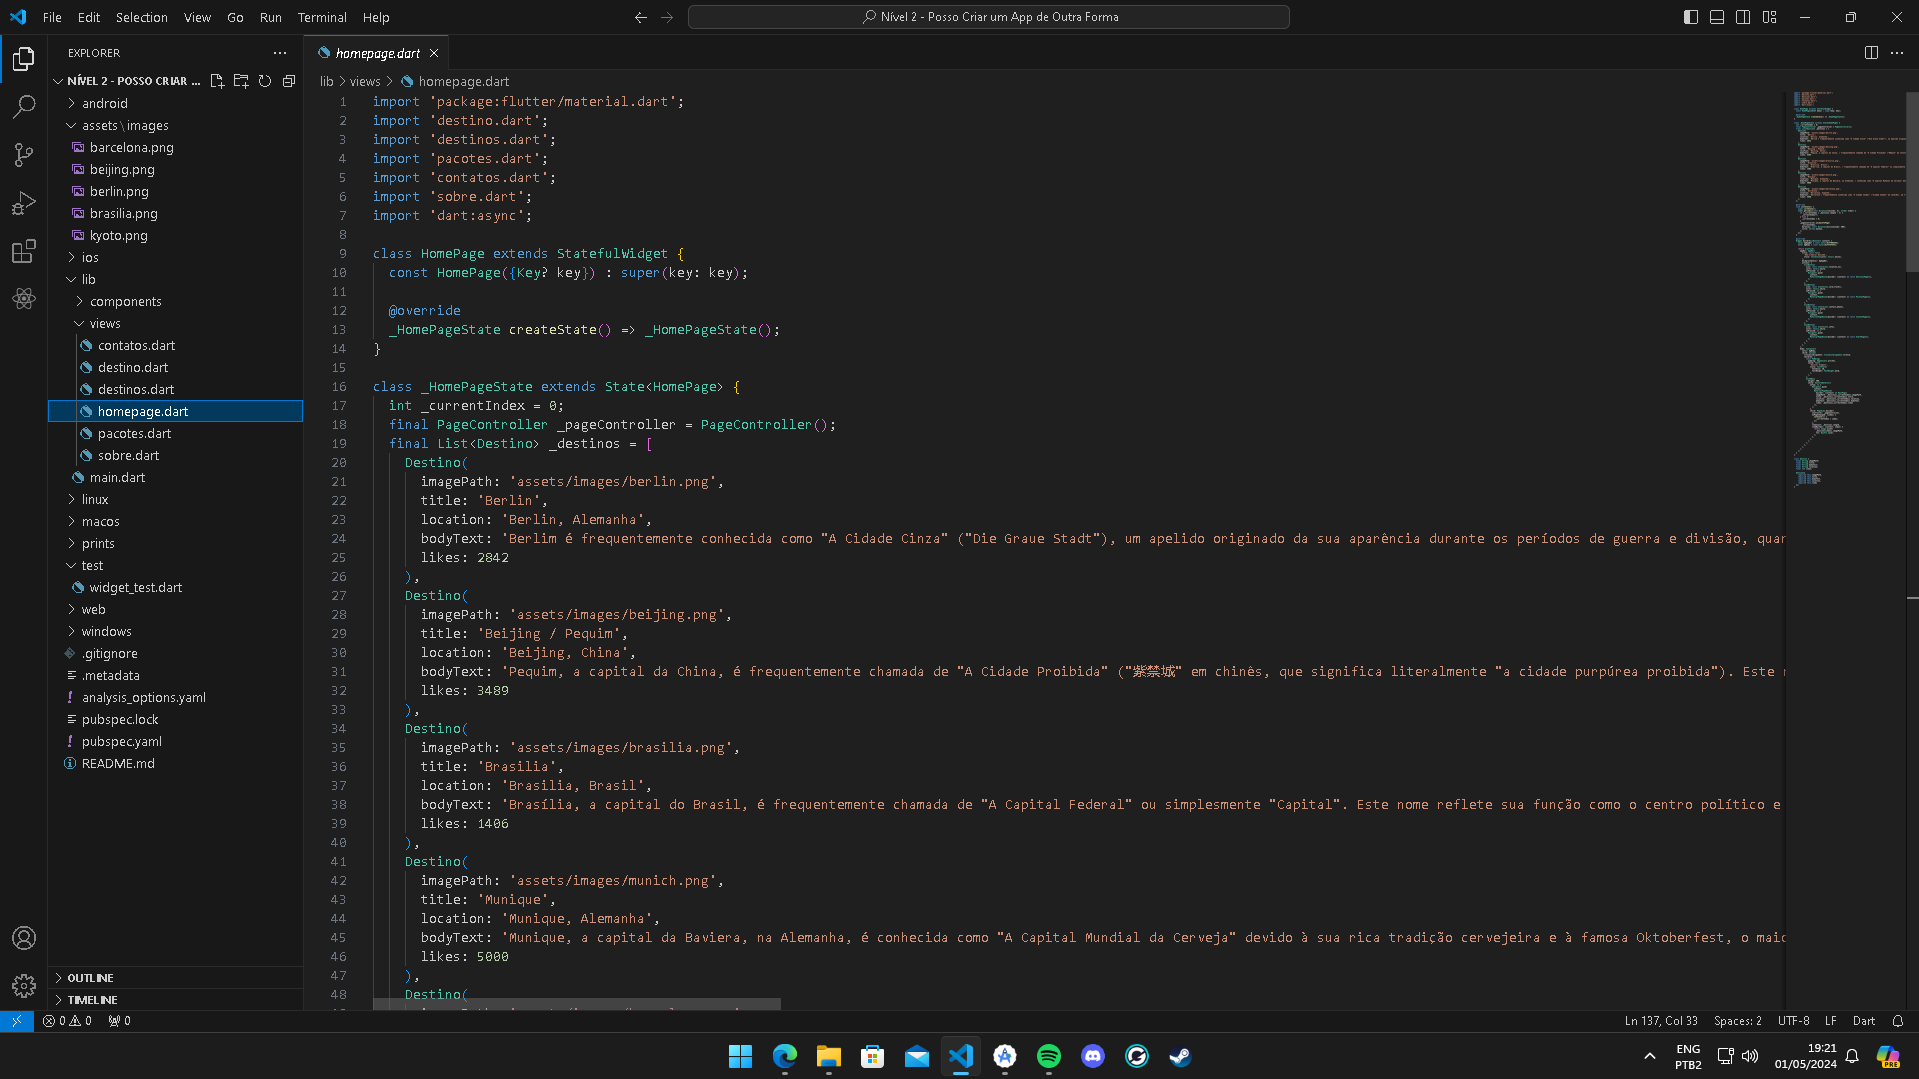 File Edit Selection View Go Run Terminal Help
Nível 2 - Posso Criar um App de Outra Forma
EXPLORER
NÍVEL 2 - POSSO CRIAR ...
android
assets\images
barcelona.png
beijing.png
berlin.png
brasilia.png
kyoto.png
ios
lib
components
views
contatos.dart
destino.dart
destinos.dart
homepage.dart
pacotes.dart
sobre.dart
main.dart
linux
macos
prints
test
widget_test.dart
web
windows
.gitignore
.metadata
analysis_options.yaml
pubspec.lock
pubspec.yaml
README.md
OUTLINE
TIMELINE
homepage.dart
lib > views > homepage.dart
1 import 'package:flutter/material.dart';
2 import 'destino.dart';
3 import 'destinos.dart';
4 import 'pacotes.dart';
5 import 'contatos.dart';
6 import 'sobre.dart';
7 import 'dart:async';
8
9 class HomePage extends StatefulWidget {
10 const HomePage({Key? key}) : super(key: key);
11
12 @override
13 _HomePageState createState() => _HomePageState();
14 }
15
16 class _HomePageState extends State<HomePage> {
17 int _currentIndex = 0;
18 final PageController _pageController = PageController();
19 final List<Destino> _destinos = [
20 Destino(
21 imagePath: 'assets/images/berlin.png',
22 title: 'Berlin',
23 location: 'Berlin, Alemanha',
24 bodyText: 'Berlim é frequentemente conhecida como "A Cidade Cinza" ("Die Graue Stadt"), um apelido originado da sua aparência durante os períodos de guerra e divisão, quan
25 likes: 2842
26 ),
27 Destino(
28 imagePath: 'assets/images/beijing.png',
29 title: 'Beijing / Pequim',
30 location: 'Beijing, China',
31 bodyText: 'Pequim, a capital da China, é frequentemente chamada de "A Cidade Proibida" ("紫禁城" em chinês, que significa literalmente "a cidade purpúrea proibida"). Este
32 likes: 3489
33 ),
34 Destino(
35 imagePath: 'assets/images/brasilia.png',
36 title: 'Brasilia',
37 location: 'Brasilia, Brasil',
38 bodyText: 'Brasília, a capital do Brasil, é frequentemente chamada de "A Capital Federal" ou simplesmente "Capital". Este nome reflete sua função como o centro político e
39 likes: 1406
40 ),
41 Destino(
42 imagePath: 'assets/images/munich.png',
43 title: 'Munique',
44 location: 'Munique, Alemanha',
45 bodyText: 'Munique, a capital da Baviera, na Alemanha, é conhecida como "A Capital Mundial da Cerveja" devido à sua rica tradição cervejeira e à famosa Oktoberfest, o maio
46 likes: 5000
47 ),
48 Destino(
0 0 0
Ln 137, Col 33 Spaces: 2 UTF-8 LF Dart
ENG
PTB2
19:21
01/05/2024
PRE